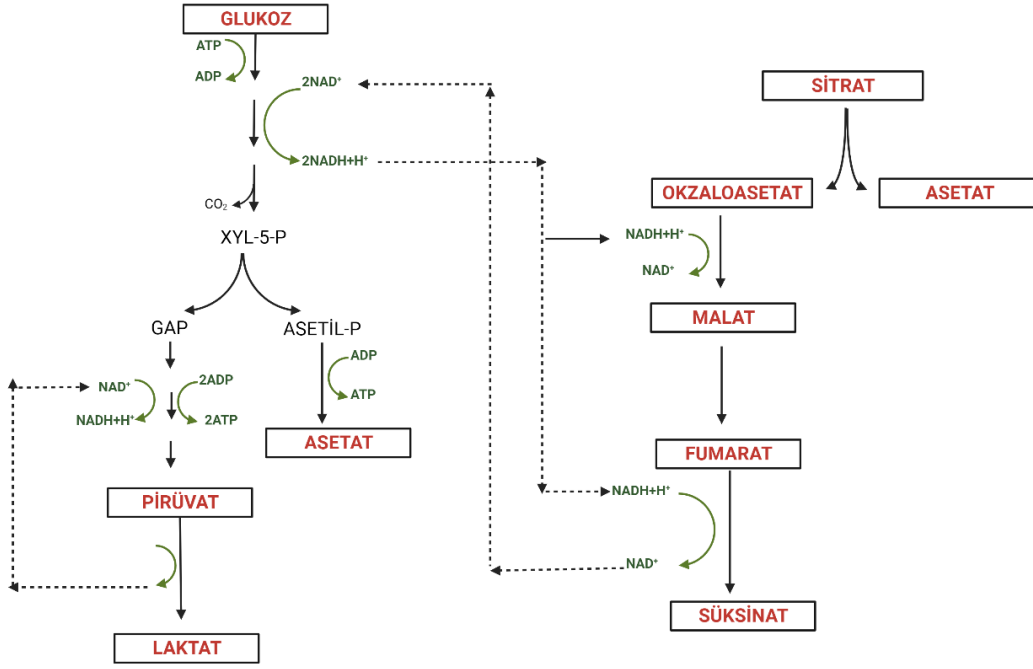 GLUKOZ
ATP
ADP
2NAD⁺
2NADH+H⁺
CO₂
XYL-5-P
GAP
ASETİL-P
NAD⁺
NADH+H⁺
2ADP
2ATP
ADP
ATP
ASETAT
PİRÜVAT
LAKTAT
SİTRAT
OKZALOASETAT
ASETAT
NADH+H⁺
NAD⁺
MALAT
FUMARAT
NADH+H⁺
NAD⁺
SÜKSİNAT